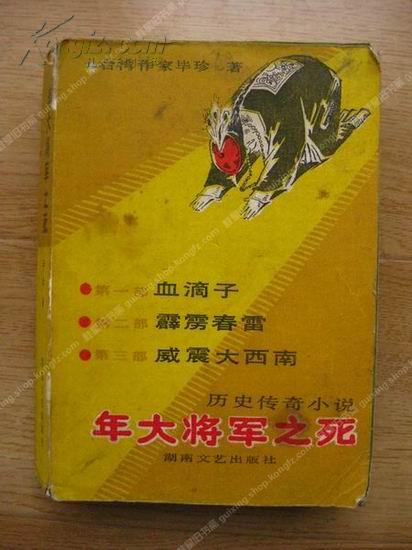 台湾作家毕珍 著
第一部 血滴子
第二部 霹雳春雷
第三部 威震大西南
历史传奇小说
年大将军之死
湖南文艺出版社